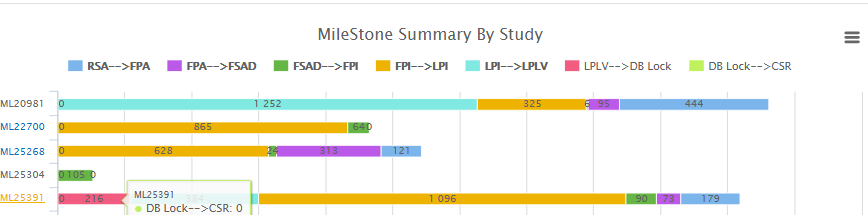 MileStone Summary By Study
RSA-->FPA FPA-->FSAD FSAD-->FPI FPI-->LPI LPI-->LPLV LPLV-->DB Lock DB Lock-->CSR
ML20981 0 1 252 325 6 95 444
ML22700 0 865 64 0
ML25268 0 628 24 313 121
ML25304 0 105 0
ML25391 0 216 1 096 90 73 179
ML25391
DB Lock-->CSR: 0